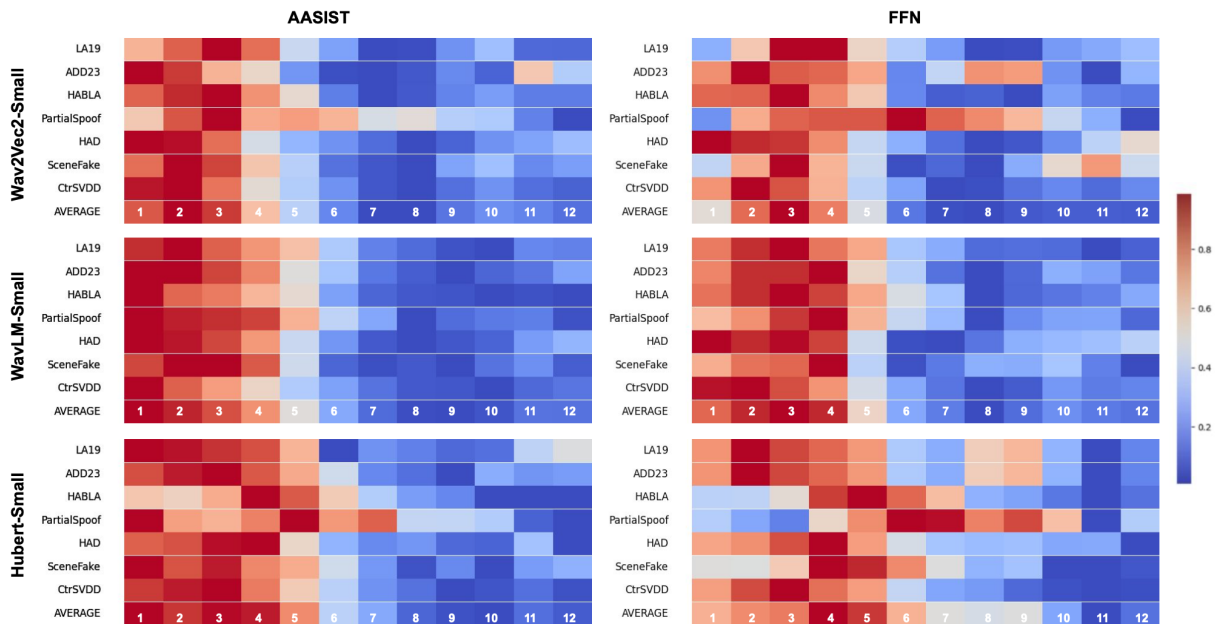 AASIST FFN
Wav2Vec2-Small
LA19 LA19
ADD23 ADD23
HABLA HABLA
PartialSpoof PartialSpoof
HAD HAD
SceneFake SceneFake
CtrSVDD CtrSVDD
AVERAGE 1 2 3 4 5 6 7 8 9 10 11 12 AVERAGE 1 2 3 4 5 6 7 8 9 10 11 12
WavLM-Small
LA19 LA19
ADD23 ADD23
HABLA HABLA
PartialSpoof PartialSpoof
HAD HAD
SceneFake SceneFake
CtrSVDD CtrSVDD
AVERAGE 1 2 3 4 5 6 7 8 9 10 11 12 AVERAGE 1 2 3 4 5 6 7 8 9 10 11 12
Hubert-Small
LA19 LA19
ADD23 ADD23
HABLA HABLA
PartialSpoof PartialSpoof
HAD HAD
SceneFake SceneFake
CtrSVDD CtrSVDD
AVERAGE 1 2 3 4 5 6 7 8 9 10 11 12 AVERAGE 1 2 3 4 5 6 7 8 9 10 11 12
0.8
0.6
0.4
0.2